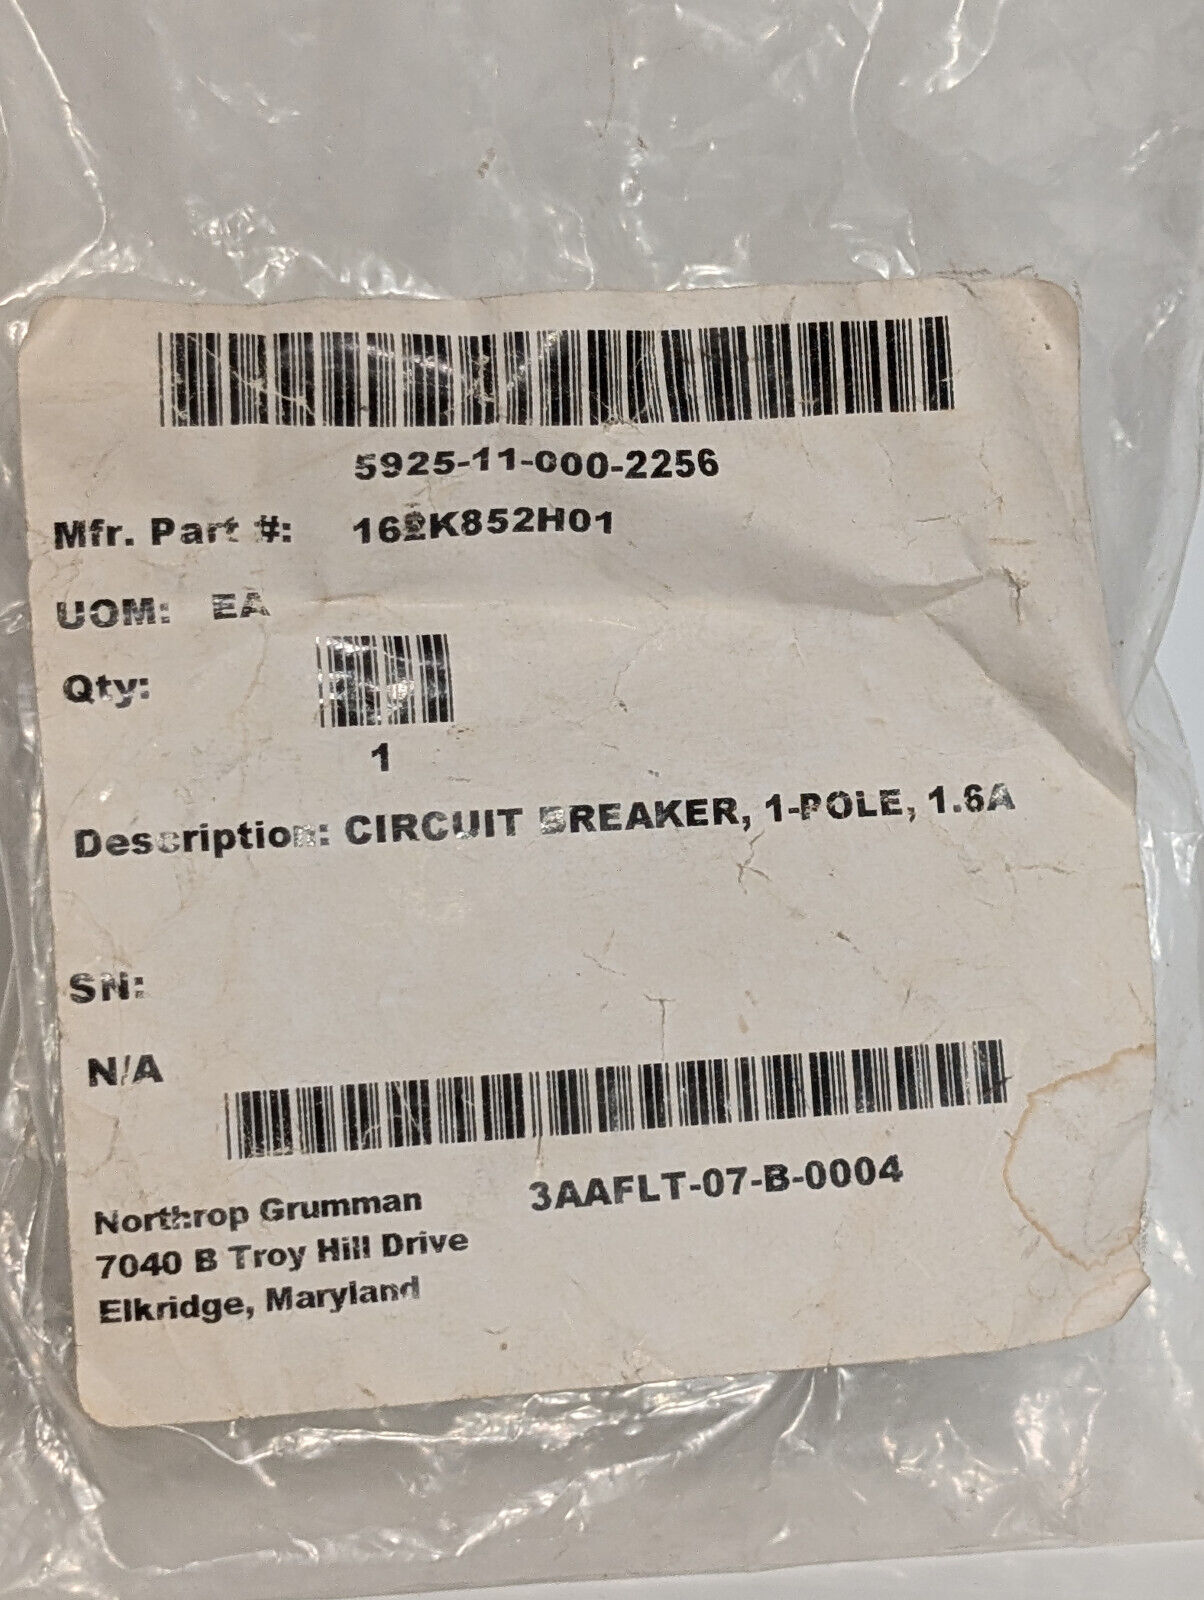 5925-11-000-2256
Mfr. Part #: 162K852H01
UOM: EA
Qty:
1
Description: CIRCUIT BREAKER, 1-POLE, 1.6A
SN:
N/A
3AAFLT-07-B-0004
Northrop Grumman
7040 B Troy Hill Drive
Elkridge, Maryland